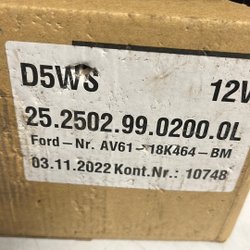 D5WS 12V
25.2502.99.0200.0L
Ford-Nr. AV61-18K464-BM
03.11.2022 Kont.Nr.: 10748